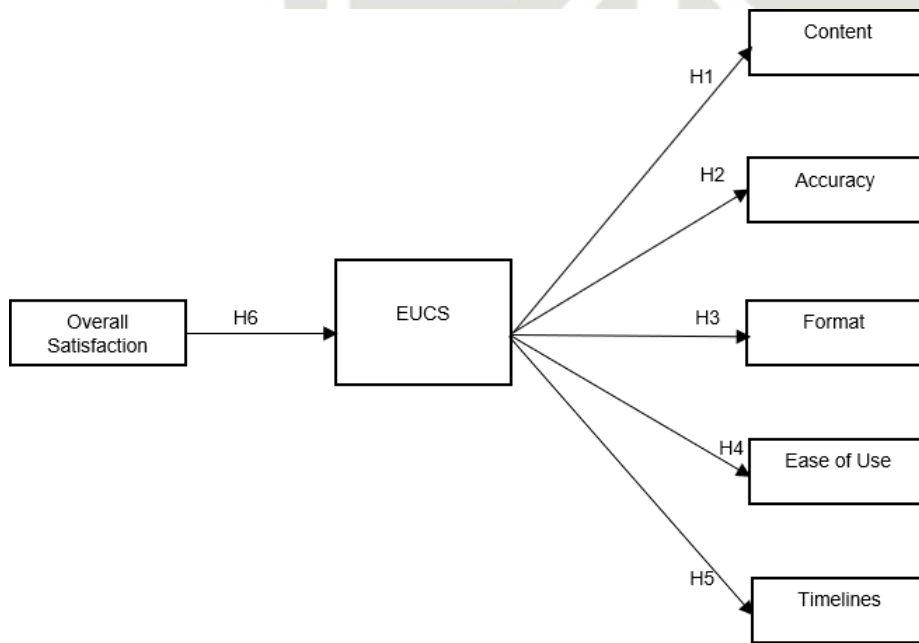 Content
H1
H2
Accuracy
Overall
Satisfaction
H6
EUCS
H3
Format
H4
Ease of Use
H5
Timelines